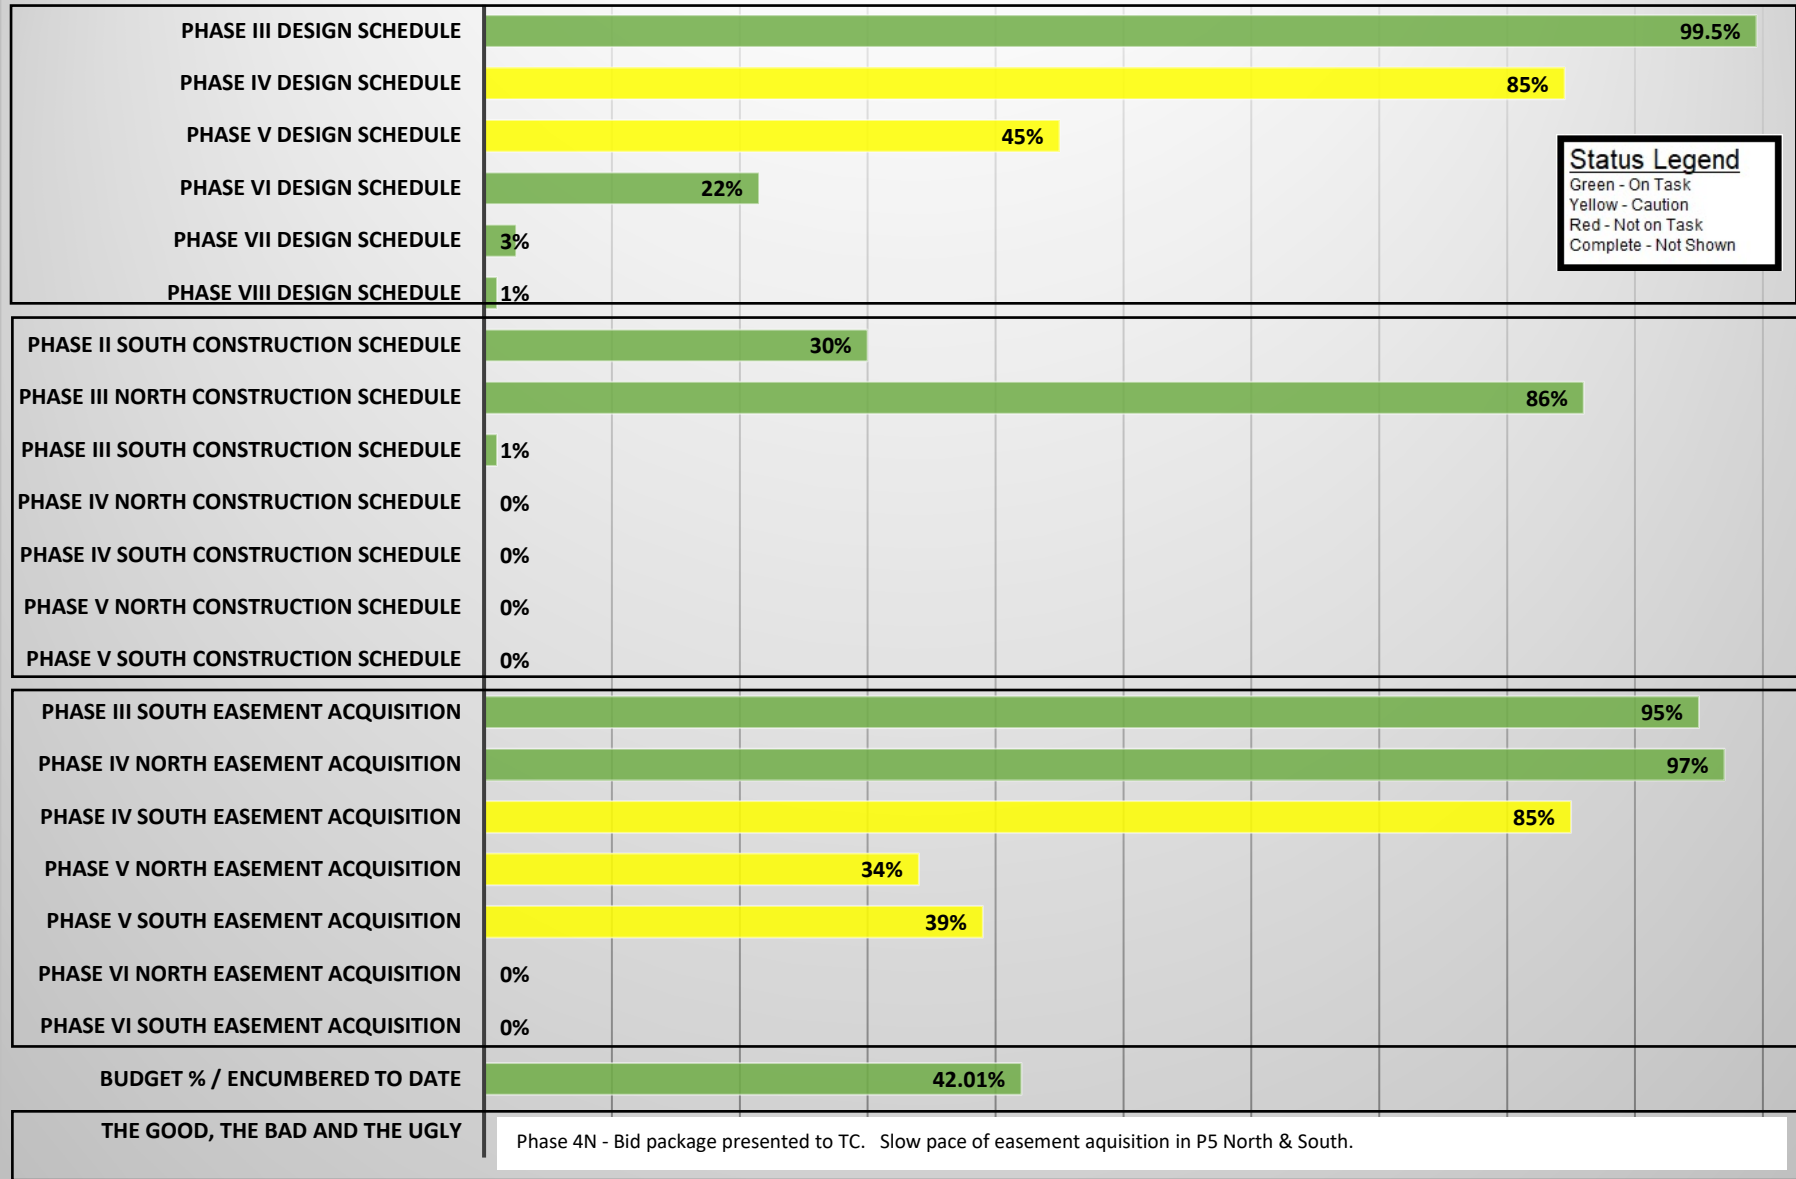 PHASE III DESIGN SCHEDULE 99.5%
PHASE IV DESIGN SCHEDULE 85%
PHASE V DESIGN SCHEDULE 45%
PHASE VI DESIGN SCHEDULE 22%
PHASE VII DESIGN SCHEDULE 3%
PHASE VIII DESIGN SCHEDULE 1%
Status Legend
Green - On Task
Yellow - Caution
Red - Not on Task
Complete - Not Shown
PHASE II SOUTH CONSTRUCTION SCHEDULE 30%
PHASE III NORTH CONSTRUCTION SCHEDULE 86%
PHASE III SOUTH CONSTRUCTION SCHEDULE 1%
PHASE IV NORTH CONSTRUCTION SCHEDULE 0%
PHASE IV SOUTH CONSTRUCTION SCHEDULE 0%
PHASE V NORTH CONSTRUCTION SCHEDULE 0%
PHASE V SOUTH CONSTRUCTION SCHEDULE 0%
PHASE III SOUTH EASEMENT ACQUISITION 95%
PHASE IV NORTH EASEMENT ACQUISITION 97%
PHASE IV SOUTH EASEMENT ACQUISITION 85%
PHASE V NORTH EASEMENT ACQUISITION 34%
PHASE V SOUTH EASEMENT ACQUISITION 39%
PHASE VI NORTH EASEMENT ACQUISITION 0%
PHASE VI SOUTH EASEMENT ACQUISITION 0%
BUDGET % / ENCUMBERED TO DATE 42.01%
THE GOOD, THE BAD AND THE UGLY
Phase 4N - Bid package presented to TC. Slow pace of easement aquisition in P5 North & South.